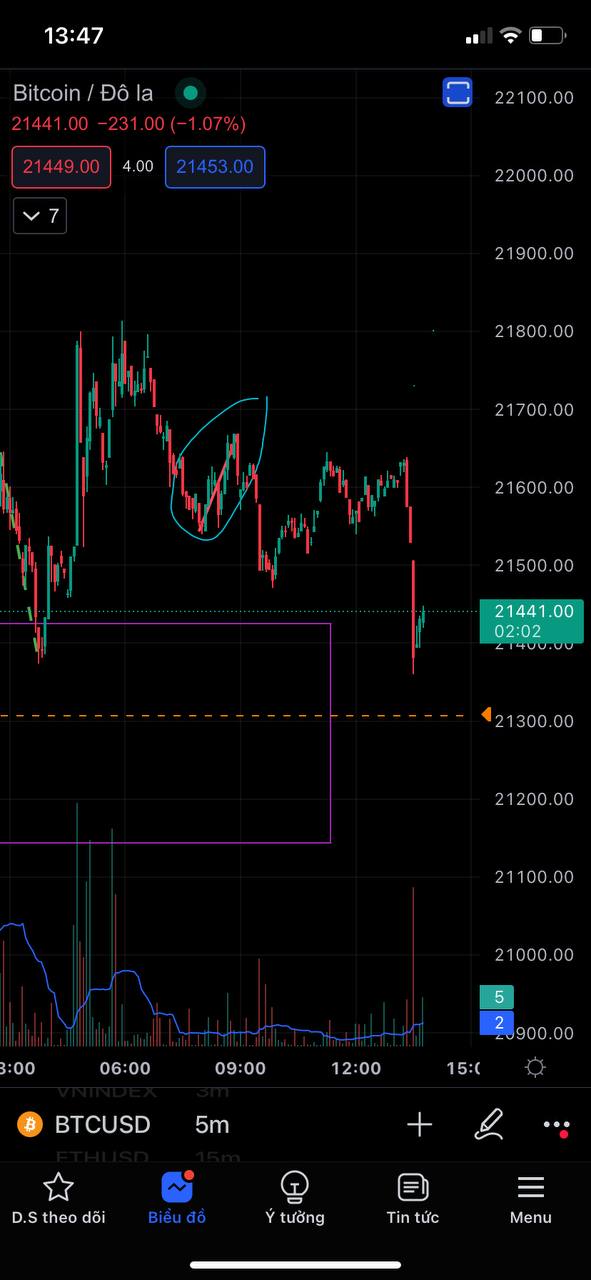 13:47
Bitcoin / Đô la
22100.00
21441.00 −231.00 (−1.07%)
21449.00 4.00 21453.00
22000.00
7
21900.00
21800.00
21700.00
21600.00
21500.00
21441.00
02:02
21400.00
21300.00
21200.00
21100.00
21000.00
5
2
20900.00
3:00 06:00 09:00 12:00 15:0
VNINDEX 3m
BTCUSD 5m
ETHUSD 15m
D.S theo dõi Biểu đồ Ý tưởng Tin tức Menu